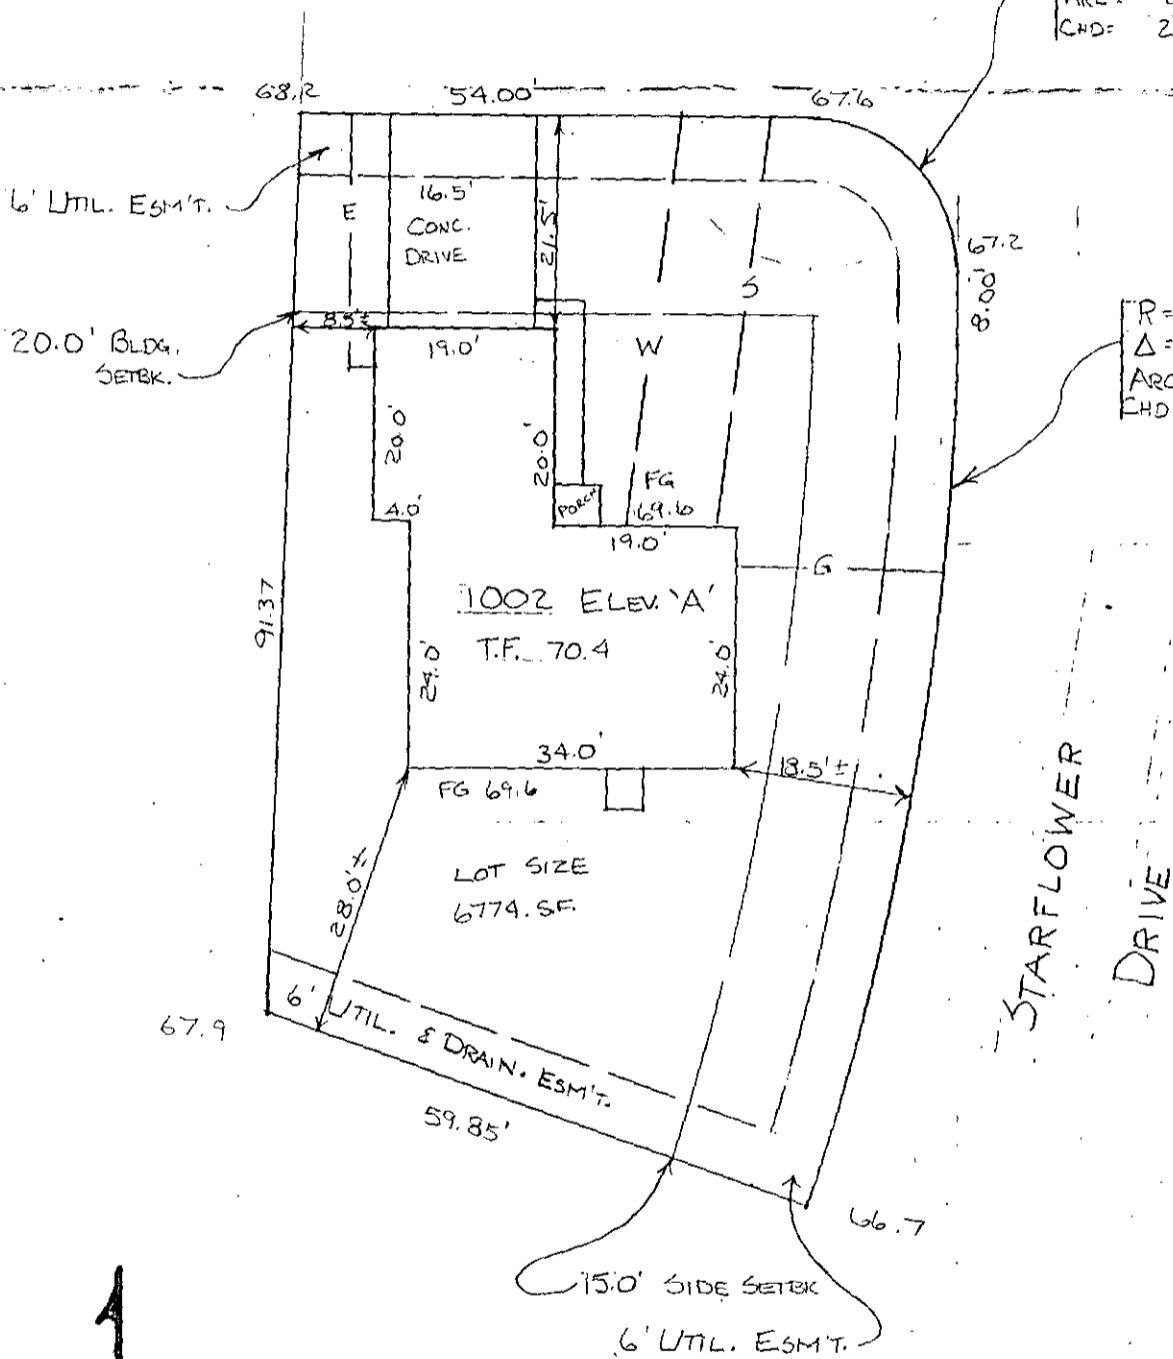 CHD= 2
68.2
54.00'
67.6
6' UTIL. ESM'T.
E
16.5'
CONC.
DRIVE
21.5'
67.2
8.00'
S
20.0' BLDG.
SETBK.
8.5'±
19.0'
W
R=
Δ=
ARC
CHD
20.0'
20.0'
4.0'
PORCH
FG
69.6
19.0'
G
1002 ELEV. 'A'
T.F. 70.4
91.37
24.0'
24.0'
34.0'
FG 69.6
18.5'±
STARFLOWER
DRIVE
28.0'±
LOT SIZE
6774. S.F.
6' UTIL. & DRAIN. ESM'T.
67.9
59.85'
66.7
15.0' SIDE SETBK
6' UTIL. ESM'T.